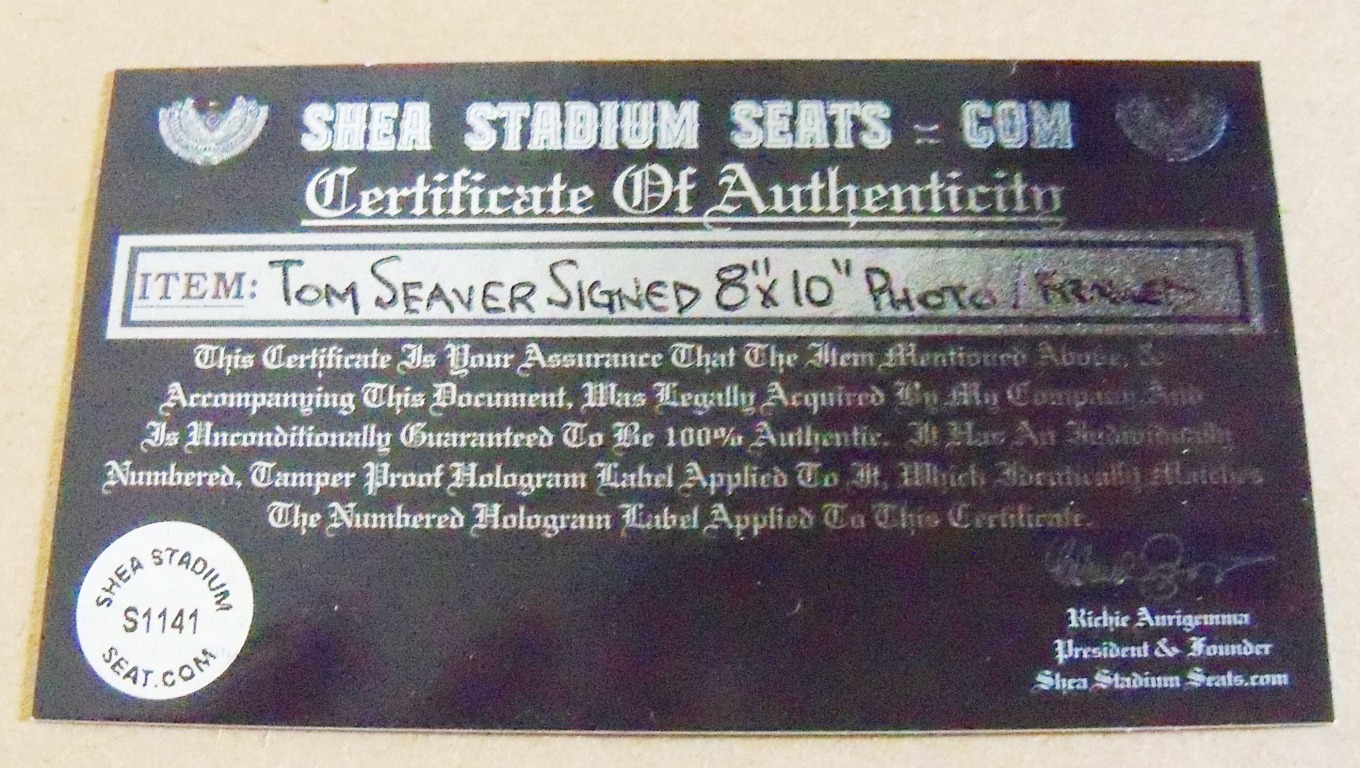 SHEA STADIUM SEATS . COM
Certificate Of Authenticity
ITEM: TOM SEAVER SIGNED 8"x10" PHOTO / FRAMED
This Certificate Is Your Assurance That The Item Mentioned Above, &
Accompanying This Document, Was Legally Acquired By My Company And
Is Unconditionally Guaranteed To Be 100% Authentic. It Has An Individually
Numbered, Tamper Proof Hologram Label Applied To It, Which Identically Matches
The Numbered Hologram Label Applied To This Certificate.
SHEA STADIUM
S1141
SEAT.COM
Richie Aurigemma
President & Founder
Shea Stadium Seats.com